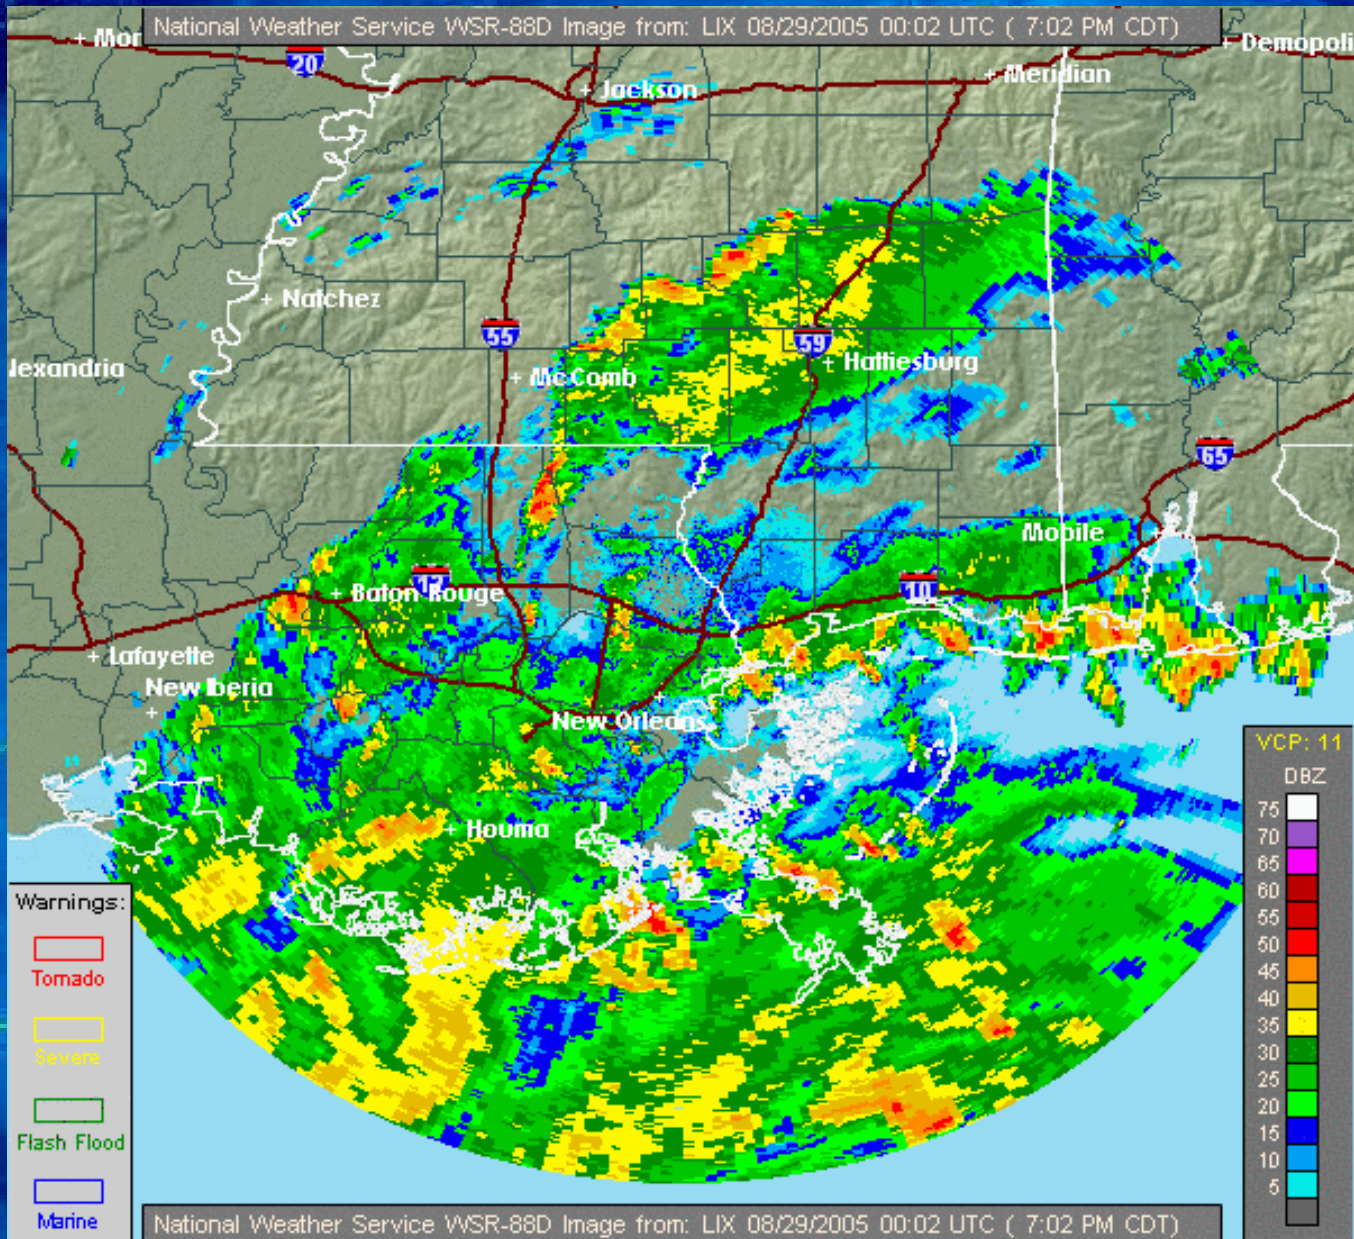 National Weather Service WSR-88D Image from: LIX 08/29/2005 00:02 UTC ( 7:02 PM CDT)
Mor
Demopoli
20
Meridian
Jackson
Natchez
55
59
Hattiesburg
lexandria
McComb
65
Mobile
12
10
Baton Rouge
Lafayette
New Iberia
New Orleans
VCP: 11
DBZ
75
70
65
60
55
50
45
40
35
30
25
20
15
10
5
Houma
Warnings:
Tornado
Severe
Flash Flood
Marine
National Weather Service WSR-88D Image from: LIX 08/29/2005 00:02 UTC ( 7:02 PM CDT)